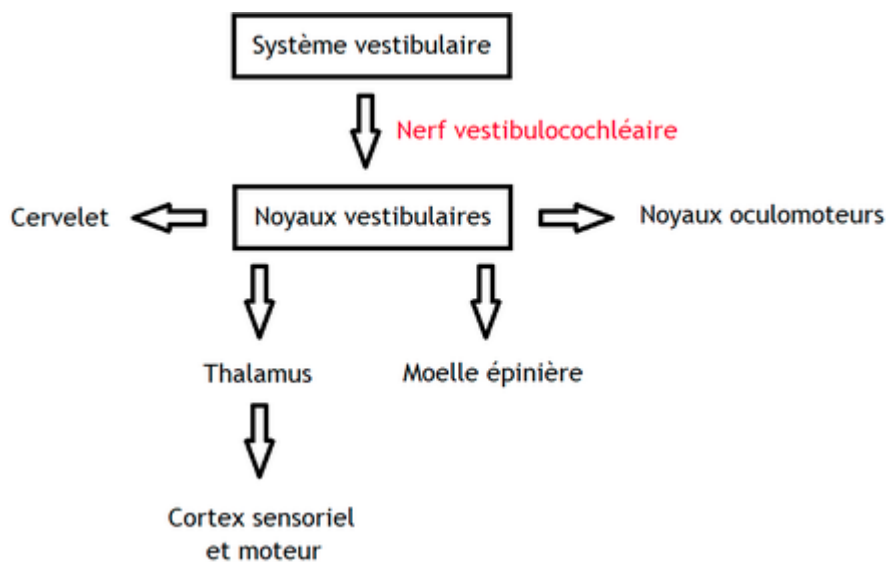 Système vestibulaire
Nerf vestibulocochléaire
Cervelet
Noyaux vestibulaires
Noyaux oculomoteurs
Thalamus
Moelle épinière
Cortex sensoriel
et moteur